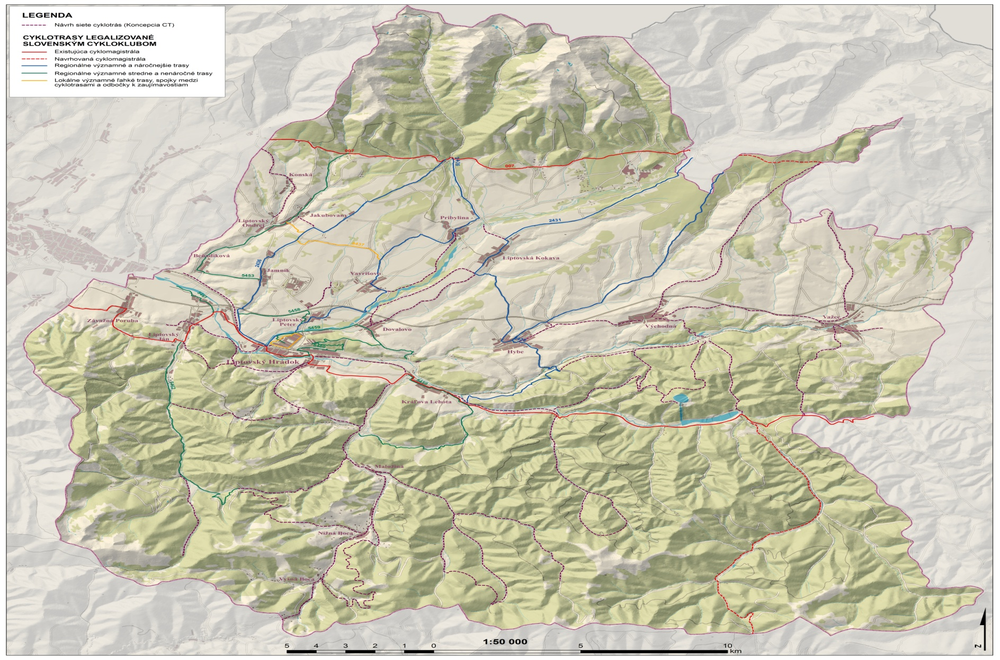 LEGENDA
Návrh siete cyklotrás (Koncepcia CT)
CYKLOTRASY LEGALIZOVANÉ
SLOVENSKÝM CYKLOKLUBOM
Existujúca cyklomagistrála
Navrhovaná cyklomagistrála
Regionálne významné a náročnejšie trasy
Regionálne významné stredne a nenáročné trasy
Lokálne významné ľahké trasy, spojky medzi
cyklotrasami a odbočky k zaujímavostiam
007
2436
007
Konská
Jakubovany
Liptovský
Ondrej
Pribylina
2431
Beňadiková
Liptovská Kokava
2436
5453
Jamník
Vavrišovo
5458
Závažná Poruba
Liptovský
Peter
5459
Dovalovo
Liptovský
Ján
5460
Liptovský Hrádok
Hybe
Východná
Važec
5462
5459
Kráľova Lehota
Malužiná
Nižná Boca
Vyšná Boca
1:50 000
5 4 3 2 1 0 5 10
km
N